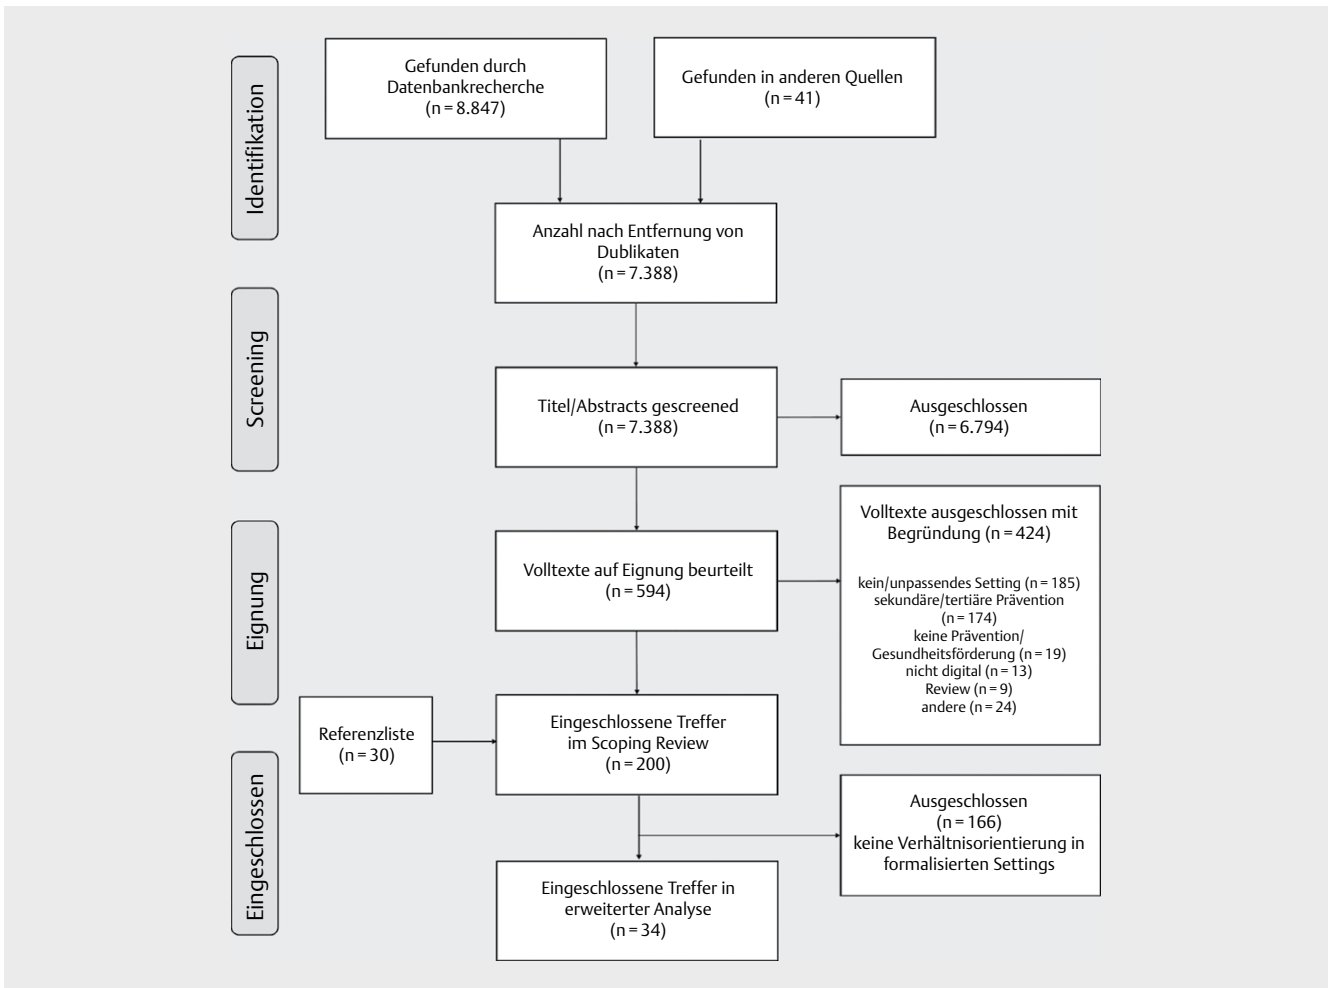 Identifikation
Gefunden durch
Datenbankrecherche
(n = 8.847)
Gefunden in anderen Quellen
(n = 41)
Anzahl nach Entfernung von
Dublikaten
(n = 7.388)
Screening
Titel/Abstracts gescreened
(n = 7.388)
Ausgeschlossen
(n = 6.794)
Eignung
Volltexte auf Eignung beurteilt
(n = 594)
Volltexte ausgeschlossen mit
Begründung (n = 424)
kein/unpassendes Setting (n = 185)
sekundäre/tertiäre Prävention
(n = 174)
keine Prävention/
Gesundheitsförderung (n = 19)
nicht digital (n = 13)
Review (n = 9)
andere (n = 24)
Referenzliste
(n = 30)
Eingeschlossene Treffer
im Scoping Review
(n = 200)
Eingeschlossen
Ausgeschlossen
(n = 166)
keine Verhältnisorientierung in
formalisierten Settings
Eingeschlossene Treffer in
erweiterter Analyse
(n = 34)